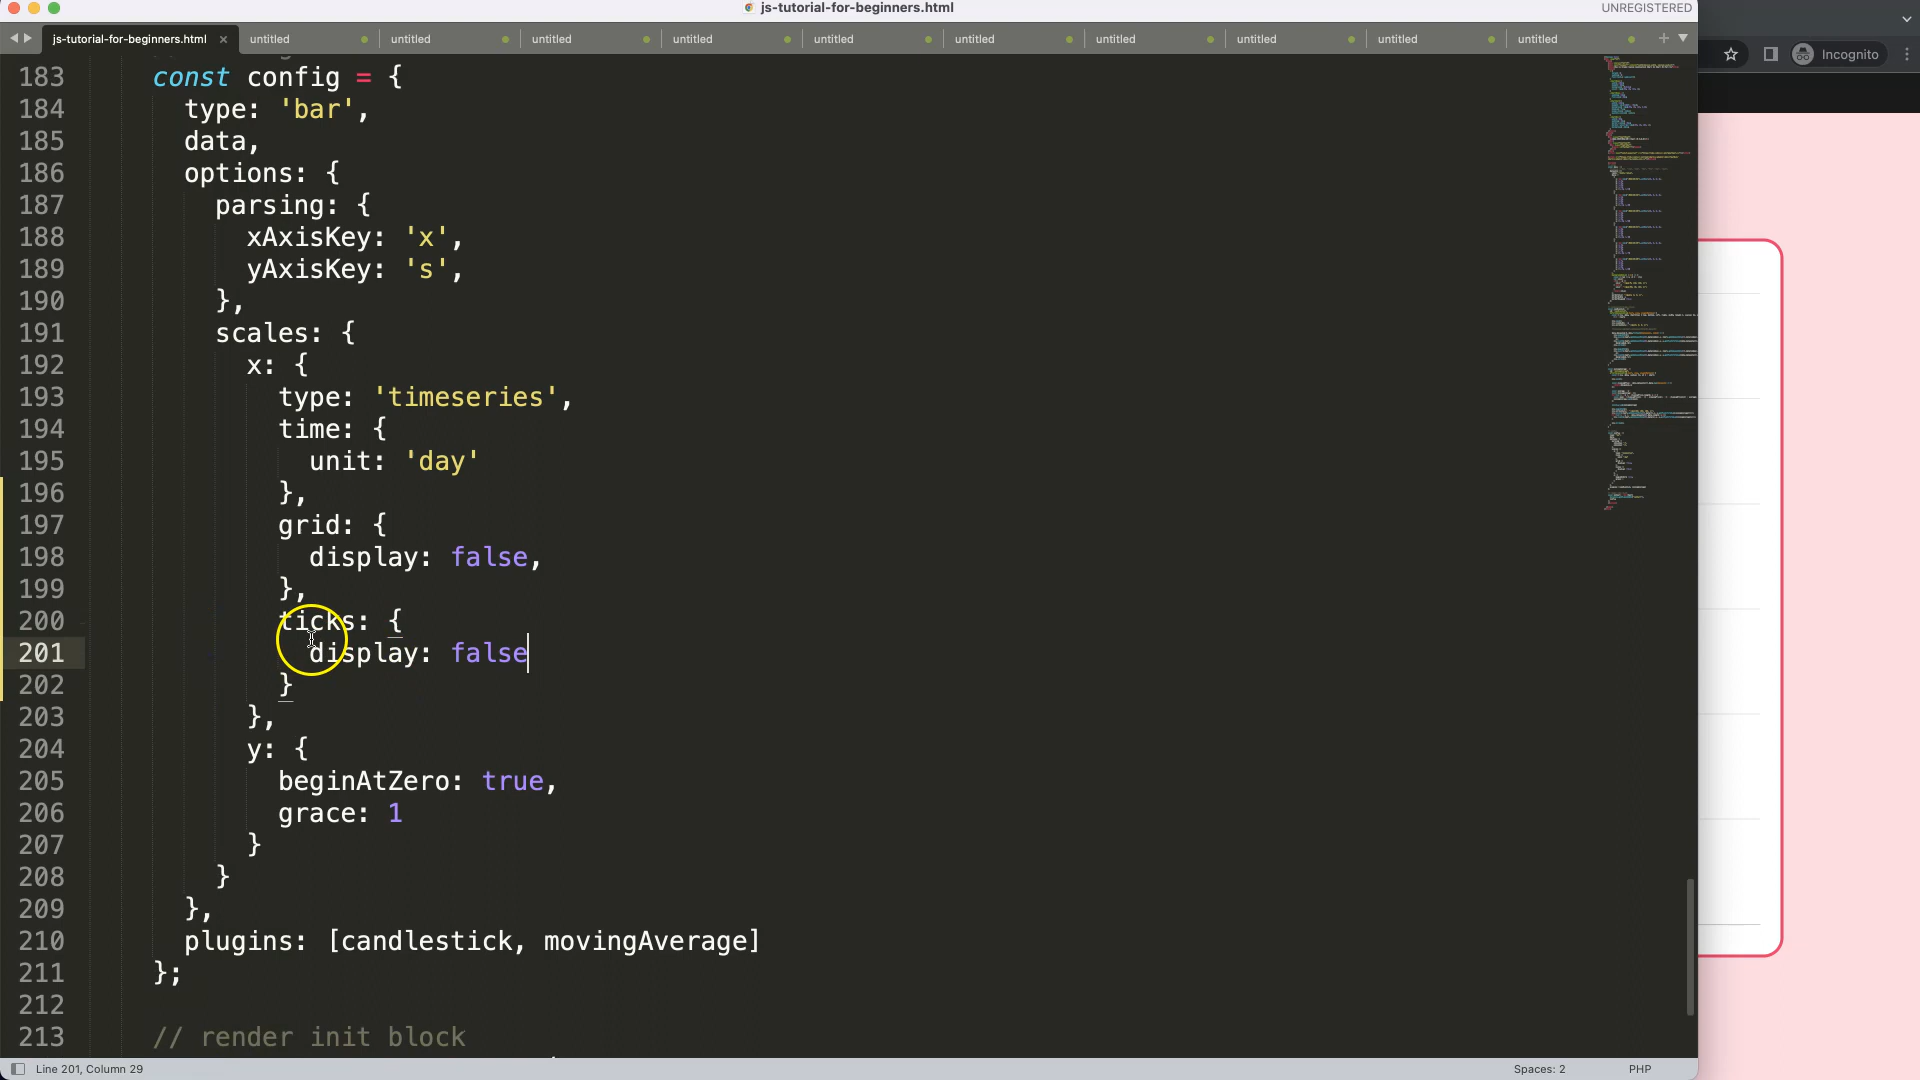 js-tutorial-for-beginners.html
UNREGISTERED
js-tutorial-for-beginners.html × untitled untitled untitled untitled untitled untitled untitled untitled untitled untitled
Incognito
183 const config = {
184 type: 'bar',
185 data,
186 options: {
187 parsing: {
188 xAxisKey: 'x',
189 yAxisKey: 's',
190 },
191 scales: {
192 x: {
193 type: 'timeseries',
194 time: {
195 unit: 'day'
196 },
197 grid: {
198 display: false,
199 },
200 ticks: {
201 display: false
202 }
203 },
204 y: {
205 beginAtZero: true,
206 grace: 1
207 }
208 }
209 },
210 plugins: [candlestick, movingAverage]
211 };
212
213 // render init block
Line 201, Column 29
Spaces: 2
PHP